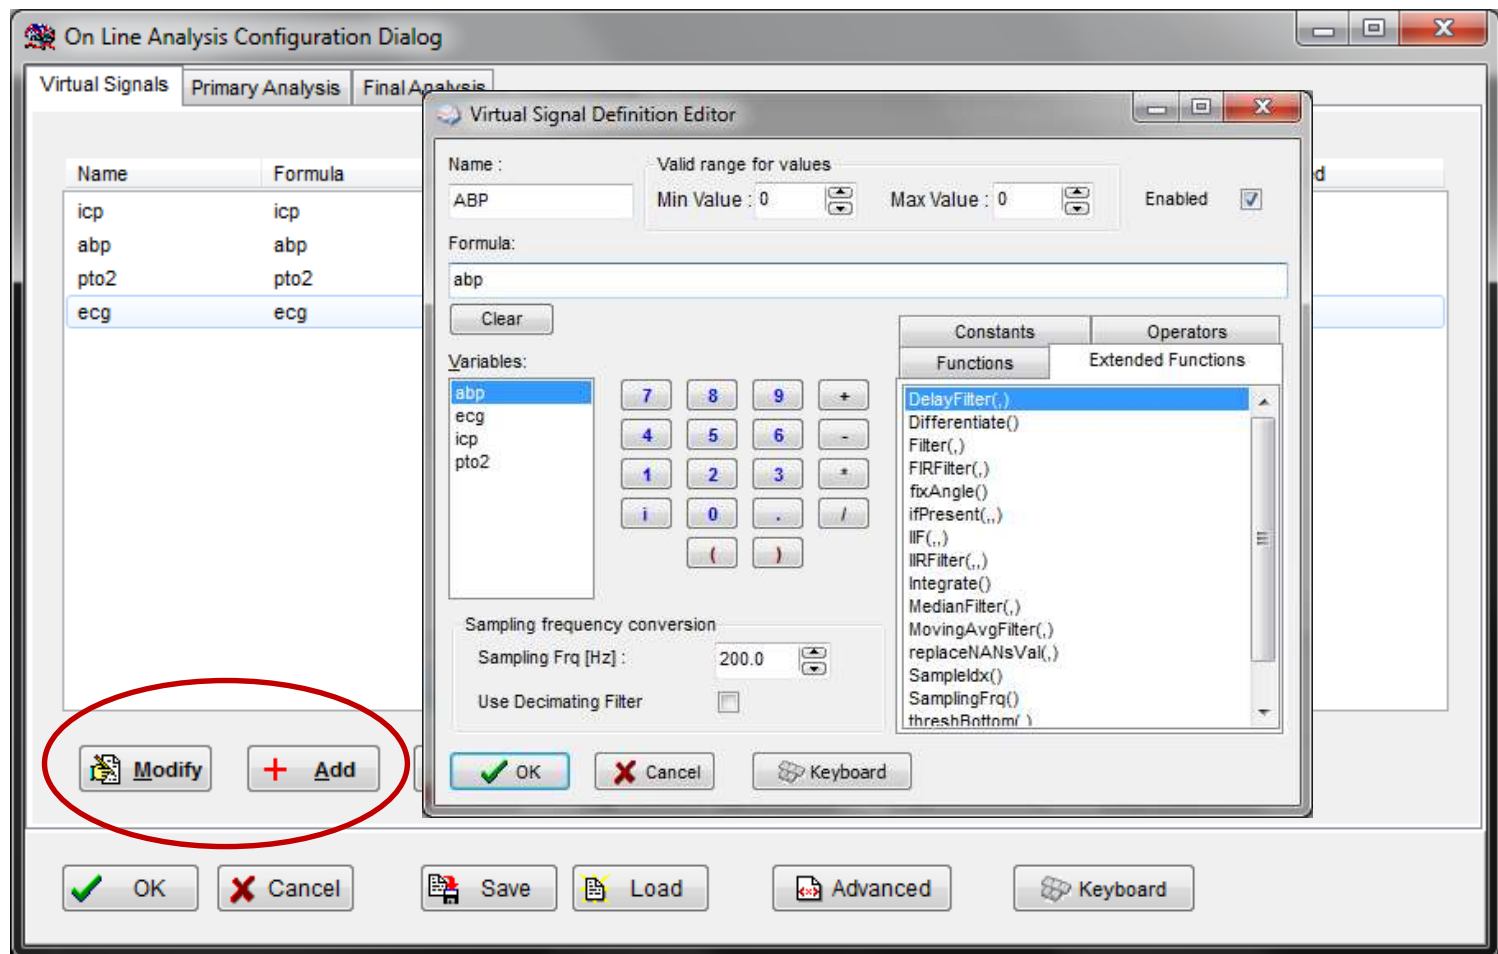 On Line Analysis Configuration Dialog
Virtual Signals
Primary Analysis
Final Analysis
Name
Formula
icp icp
abp abp
pto2 pto2
ecg ecg
Modify
Add
OK
Cancel
Save
Load
Advanced
Keyboard
Virtual Signal Definition Editor
Name :
ABP
Valid range for values
Min Value : 0
Max Value : 0
Enabled
Formula:
abp
Clear
Variables:
abp
ecg
icp
pto2
7 8 9 +
4 5 6 -
1 2 3 *
i 0 . /
( )
Constants
Operators
Functions
Extended Functions
DelayFilter(,)
Differentiate()
Filter(,)
FIRFilter(,)
fixAngle()
ifPresent(,,)
IIF(,,)
IIRFilter(,,)
Integrate()
MedianFilter(,)
MovingAvgFilter(,)
replaceNANsVal(,)
SampleIdx()
SamplingFrq()
threshBottom(,)
Sampling frequency conversion
Sampling Frq [Hz] : 200.0
Use Decimating Filter
OK
Cancel
Keyboard